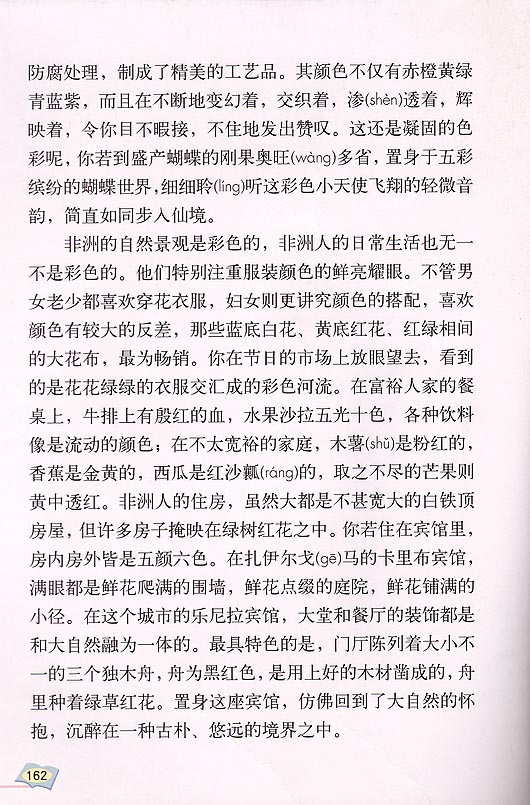 防腐处理，制成了精美的工艺品。其颜色不仅有赤橙黄绿
青蓝紫，而且在不断地变幻着，交织着，渗(shèn)透着，辉
映着，令你目不暇接，不住地发出赞叹。这还是凝固的色
彩呢，你若到盛产蝴蝶的刚果奥旺(wàng)多省，置身于五彩
缤纷的蝴蝶世界，细细聆(líng)听这彩色小天使飞翔的轻微音
韵，简直如同步入仙境。
非洲的自然景观是彩色的，非洲人的日常生活也无一
不是彩色的。他们特别注重服装颜色的鲜亮耀眼。不管男
女老少都喜欢穿花衣服，妇女则更讲究颜色的搭配，喜欢
颜色有较大的反差，那些蓝底白花、黄底红花、红绿相间
的大花布，最为畅销。你在节日的市场上放眼望去，看到
的是花花绿绿的衣服交汇成的彩色河流。在富裕人家的餐
桌上，牛排上有殷红的血，水果沙拉五光十色，各种饮料
像是流动的颜色；在不太宽裕的家庭，木薯(shǔ)是粉红的，
香蕉是金黄的，西瓜是红沙瓤(ráng)的，取之不尽的芒果则
黄中透红。非洲人的住房，虽然大都是不甚宽大的白铁顶
房屋，但许多房子掩映在绿树红花之中。你若住在宾馆里，
房内房外皆是五颜六色。在扎伊尔戈(gē)马的卡里布宾馆，
满眼都是鲜花爬满的围墙，鲜花点缀的庭院，鲜花铺满的
小径。在这个城市的乐尼拉宾馆，大堂和餐厅的装饰都是
和大自然融为一体的。最具特色的是，门厅陈列着大小不
一的三个独木舟，舟为黑红色，是用上好的木材凿成的，舟
里种着绿草红花。置身这座宾馆，仿佛回到了大自然的怀
抱，沉醉在一种古朴、悠远的境界之中。
162